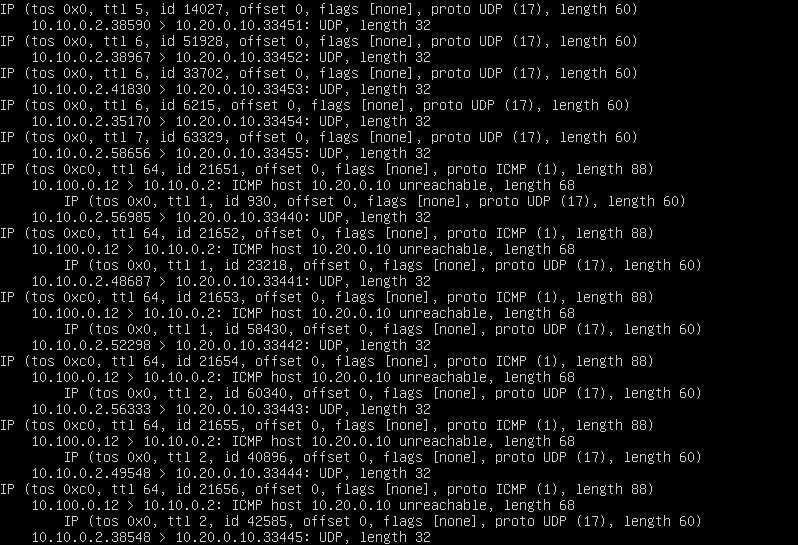 IP (tos 0x0, ttl 5, id 14027, offset 0, flags [none], proto UDP (17), length 60)
10.10.0.2.38590 > 10.20.0.10.33451: UDP, length 32
IP (tos 0x0, ttl 6, id 51928, offset 0, flags [none], proto UDP (17), length 60)
10.10.0.2.38967 > 10.20.0.10.33452: UDP, length 32
IP (tos 0x0, ttl 6, id 33702, offset 0, flags [none], proto UDP (17), length 60)
10.10.0.2.41830 > 10.20.0.10.33453: UDP, length 32
IP (tos 0x0, ttl 6, id 6215, offset 0, flags [none], proto UDP (17), length 60)
10.10.0.2.35170 > 10.20.0.10.33454: UDP, length 32
IP (tos 0x0, ttl 7, id 63329, offset 0, flags [none], proto UDP (17), length 60)
10.10.0.2.58656 > 10.20.0.10.33455: UDP, length 32
IP (tos 0xc0, ttl 64, id 21651, offset 0, flags [none], proto ICMP (1), length 88)
10.100.0.12 > 10.10.0.2: ICMP host 10.20.0.10 unreachable, length 68
IP (tos 0x0, ttl 1, id 930, offset 0, flags [none], proto UDP (17), length 60)
10.10.0.2.56985 > 10.20.0.10.33440: UDP, length 32
IP (tos 0xc0, ttl 64, id 21652, offset 0, flags [none], proto ICMP (1), length 88)
10.100.0.12 > 10.10.0.2: ICMP host 10.20.0.10 unreachable, length 68
IP (tos 0x0, ttl 1, id 23218, offset 0, flags [none], proto UDP (17), length 60)
10.10.0.2.48687 > 10.20.0.10.33441: UDP, length 32
IP (tos 0xc0, ttl 64, id 21653, offset 0, flags [none], proto ICMP (1), length 88)
10.100.0.12 > 10.10.0.2: ICMP host 10.20.0.10 unreachable, length 68
IP (tos 0x0, ttl 1, id 58430, offset 0, flags [none], proto UDP (17), length 60)
10.10.0.2.52298 > 10.20.0.10.33442: UDP, length 32
IP (tos 0xc0, ttl 64, id 21654, offset 0, flags [none], proto ICMP (1), length 88)
10.100.0.12 > 10.10.0.2: ICMP host 10.20.0.10 unreachable, length 68
IP (tos 0x0, ttl 2, id 60340, offset 0, flags [none], proto UDP (17), length 60)
10.10.0.2.56333 > 10.20.0.10.33443: UDP, length 32
IP (tos 0xc0, ttl 64, id 21655, offset 0, flags [none], proto ICMP (1), length 88)
10.100.0.12 > 10.10.0.2: ICMP host 10.20.0.10 unreachable, length 68
IP (tos 0x0, ttl 2, id 40896, offset 0, flags [none], proto UDP (17), length 60)
10.10.0.2.49548 > 10.20.0.10.33444: UDP, length 32
IP (tos 0xc0, ttl 64, id 21656, offset 0, flags [none], proto ICMP (1), length 88)
10.100.0.12 > 10.10.0.2: ICMP host 10.20.0.10 unreachable, length 68
IP (tos 0x0, ttl 2, id 42585, offset 0, flags [none], proto UDP (17), length 60)
10.10.0.2.38548 > 10.20.0.10.33445: UDP, length 32